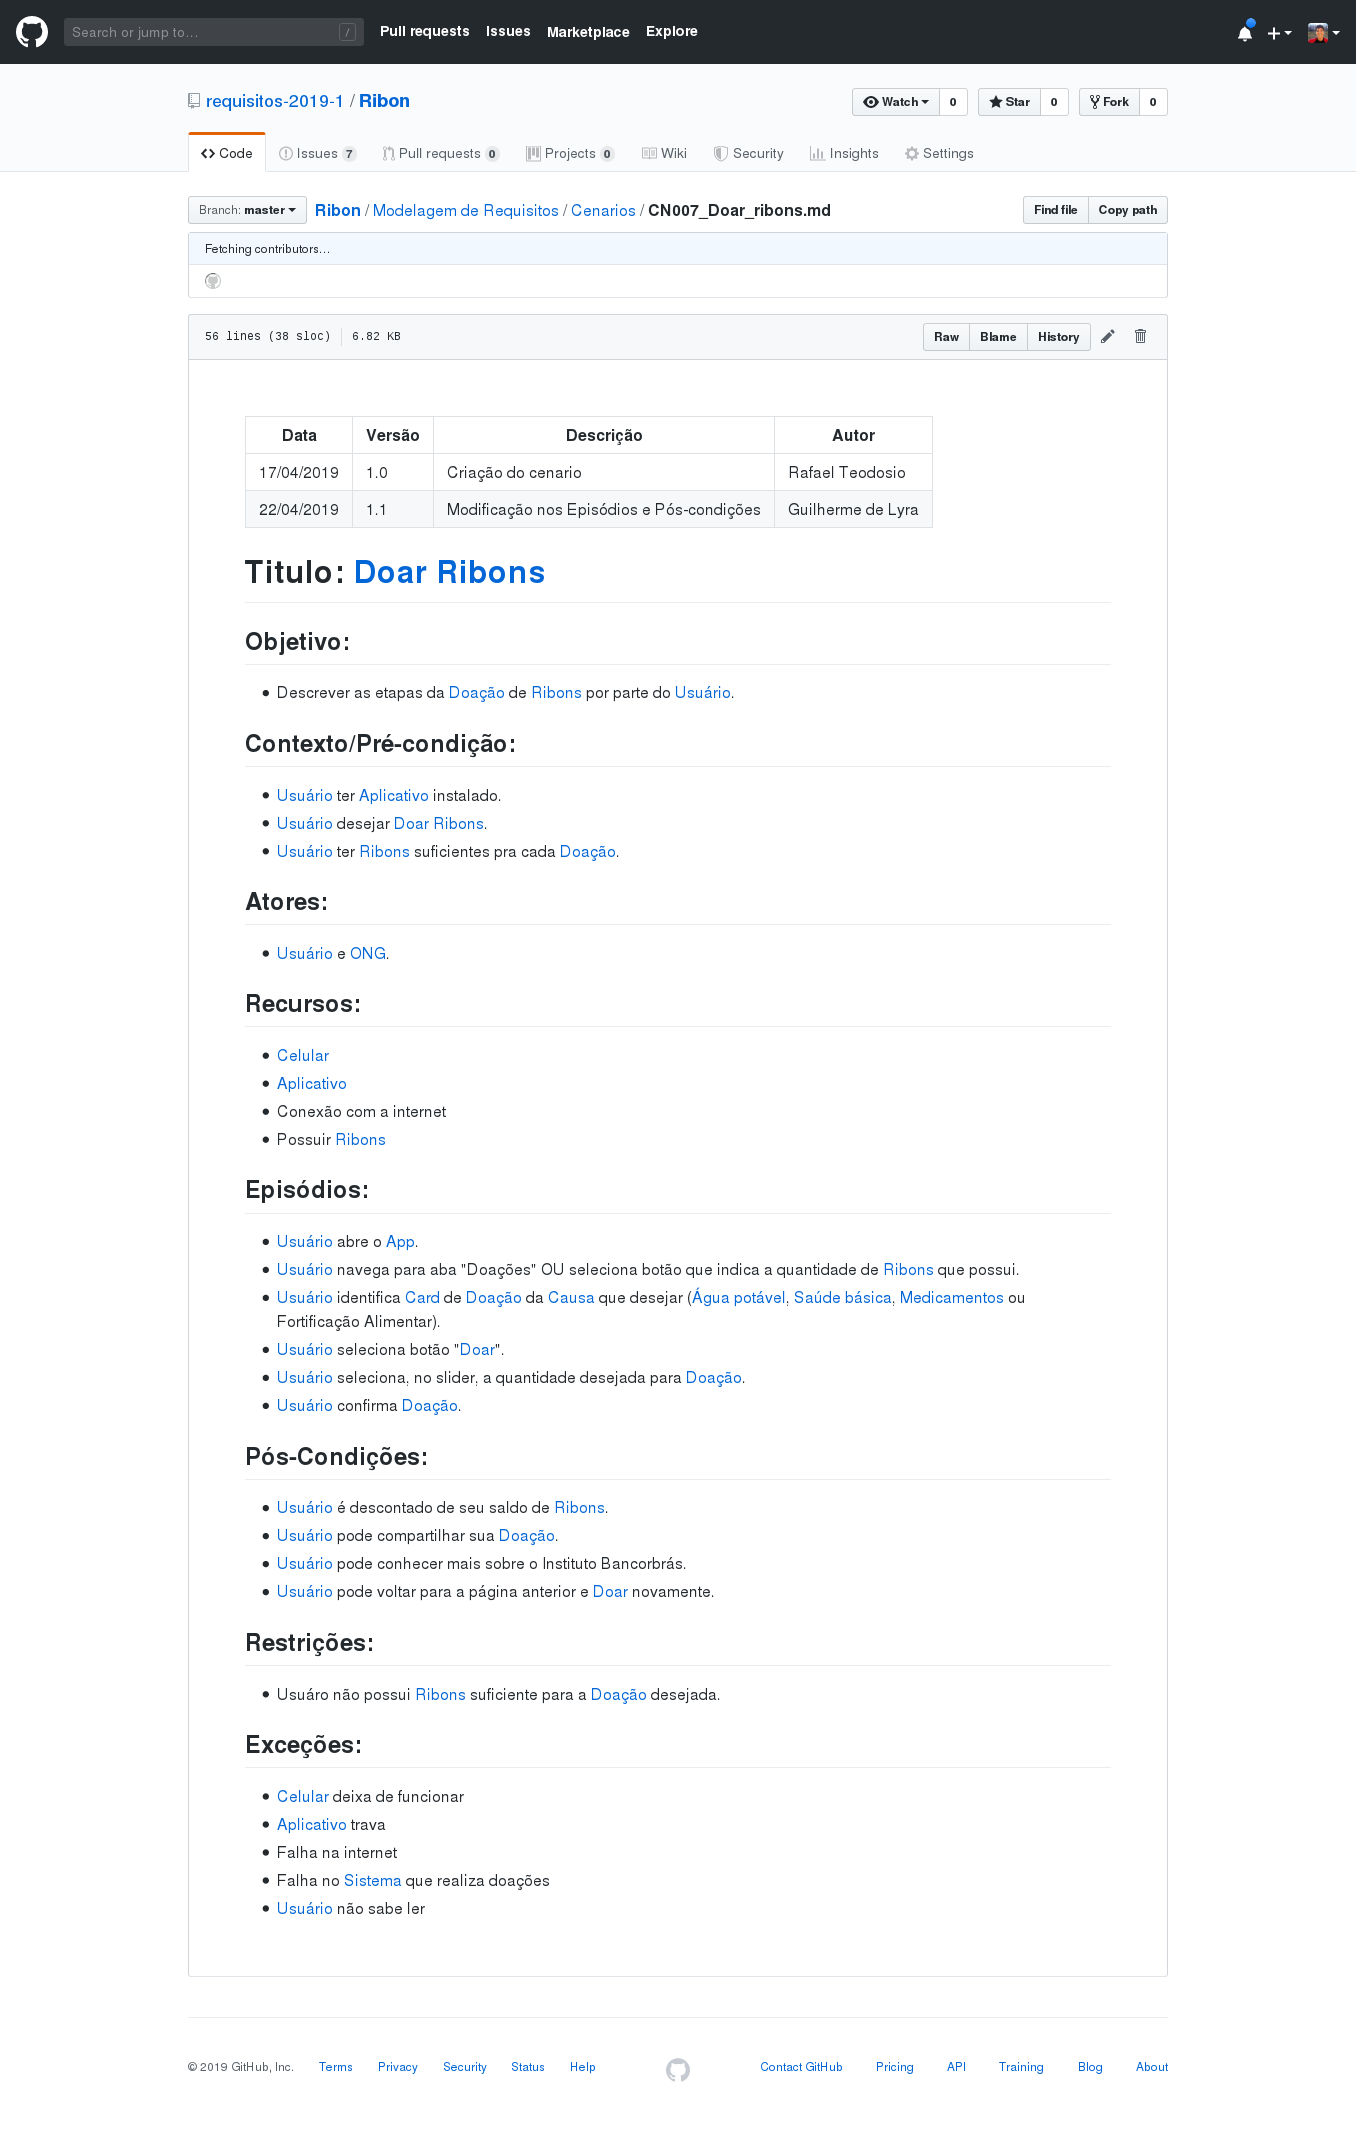 Search or jump to... /
Pull requests Issues Marketplace Explore
requisitos-2019-1 / Ribon
Watch 0 Star 0 Fork 0
Code Issues 7 Pull requests 0 Projects 0 Wiki Security Insights Settings
Branch: master Ribon / Modelagem de Requisitos / Cenarios / CN007_Doar_ribons.md Find file Copy path
Fetching contributors...
56 lines (38 sloc) 6.82 KB Raw Blame History
Data Versão Descrição Autor
17/04/2019 1.0 Criação do cenario Rafael Teodosio
22/04/2019 1.1 Modificação nos Episódios e Pós-condições Guilherme de Lyra
Titulo: Doar Ribons
Objetivo:
Descrever as etapas da Doação de Ribons por parte do Usuário.
Contexto/Pré-condição:
Usuário ter Aplicativo instalado.
Usuário desejar Doar Ribons.
Usuário ter Ribons suficientes pra cada Doação.
Atores:
Usuário e ONG.
Recursos:
Celular
Aplicativo
Conexão com a internet
Possuir Ribons
Episódios:
Usuário abre o App.
Usuário navega para aba "Doações" OU seleciona botão que indica a quantidade de Ribons que possui.
Usuário identifica Card de Doação da Causa que desejar (Água potável, Saúde básica, Medicamentos ou
Fortificação Alimentar).
Usuário seleciona botão "Doar".
Usuário seleciona, no slider, a quantidade desejada para Doação.
Usuário confirma Doação.
Pós-Condições:
Usuário é descontado de seu saldo de Ribons.
Usuário pode compartilhar sua Doação.
Usuário pode conhecer mais sobre o Instituto Bancorbrás.
Usuário pode voltar para a página anterior e Doar novamente.
Restrições:
Usuáro não possui Ribons suficiente para a Doação desejada.
Exceções:
Celular deixa de funcionar
Aplicativo trava
Falha na internet
Falha no Sistema que realiza doações
Usuário não sabe ler
© 2019 GitHub, Inc. Terms Privacy Security Status Help Contact GitHub Pricing API Training Blog About